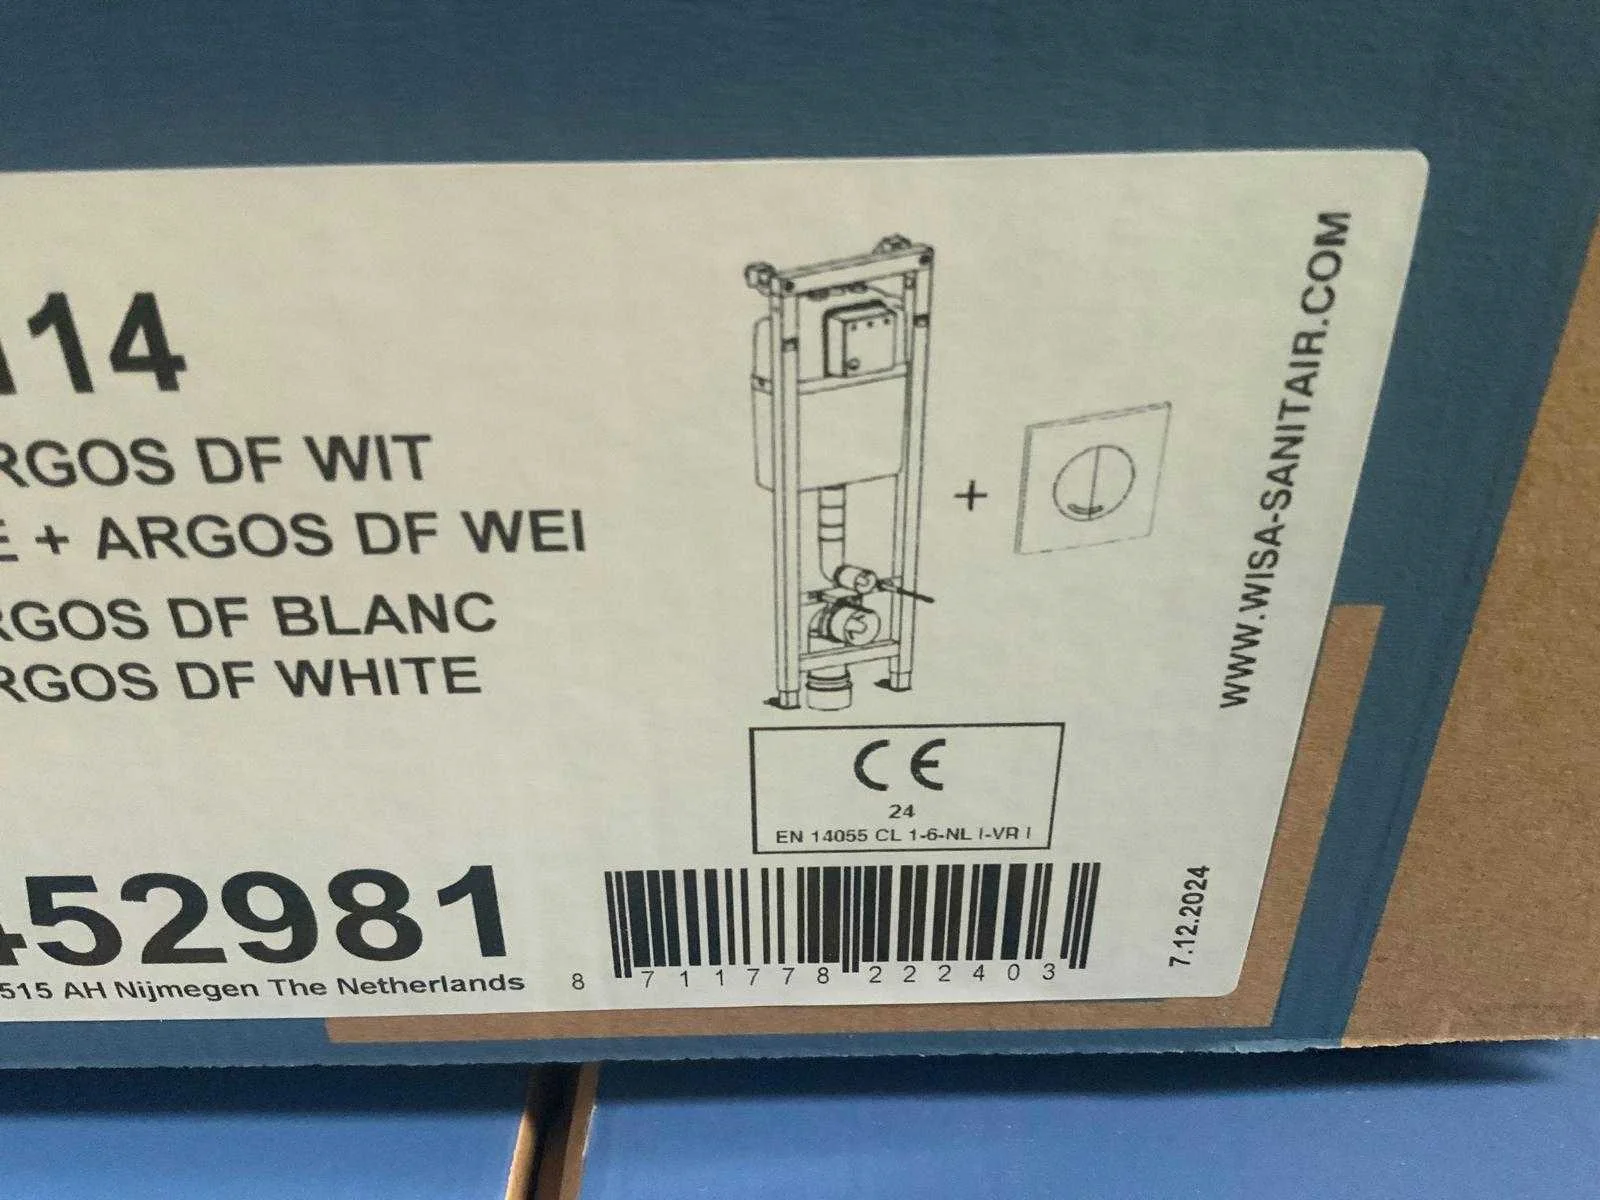 114
RGOS DF WIT
E + ARGOS DF WEI
RGOS DF BLANC
RGOS DF WHITE
+
WWW.WISA-SANITAIR.COM
CE
24
EN 14055 CL 1-6-NL I-VR I
452981
515 AH Nijmegen The Netherlands
8 711778 222403
7.12.2024